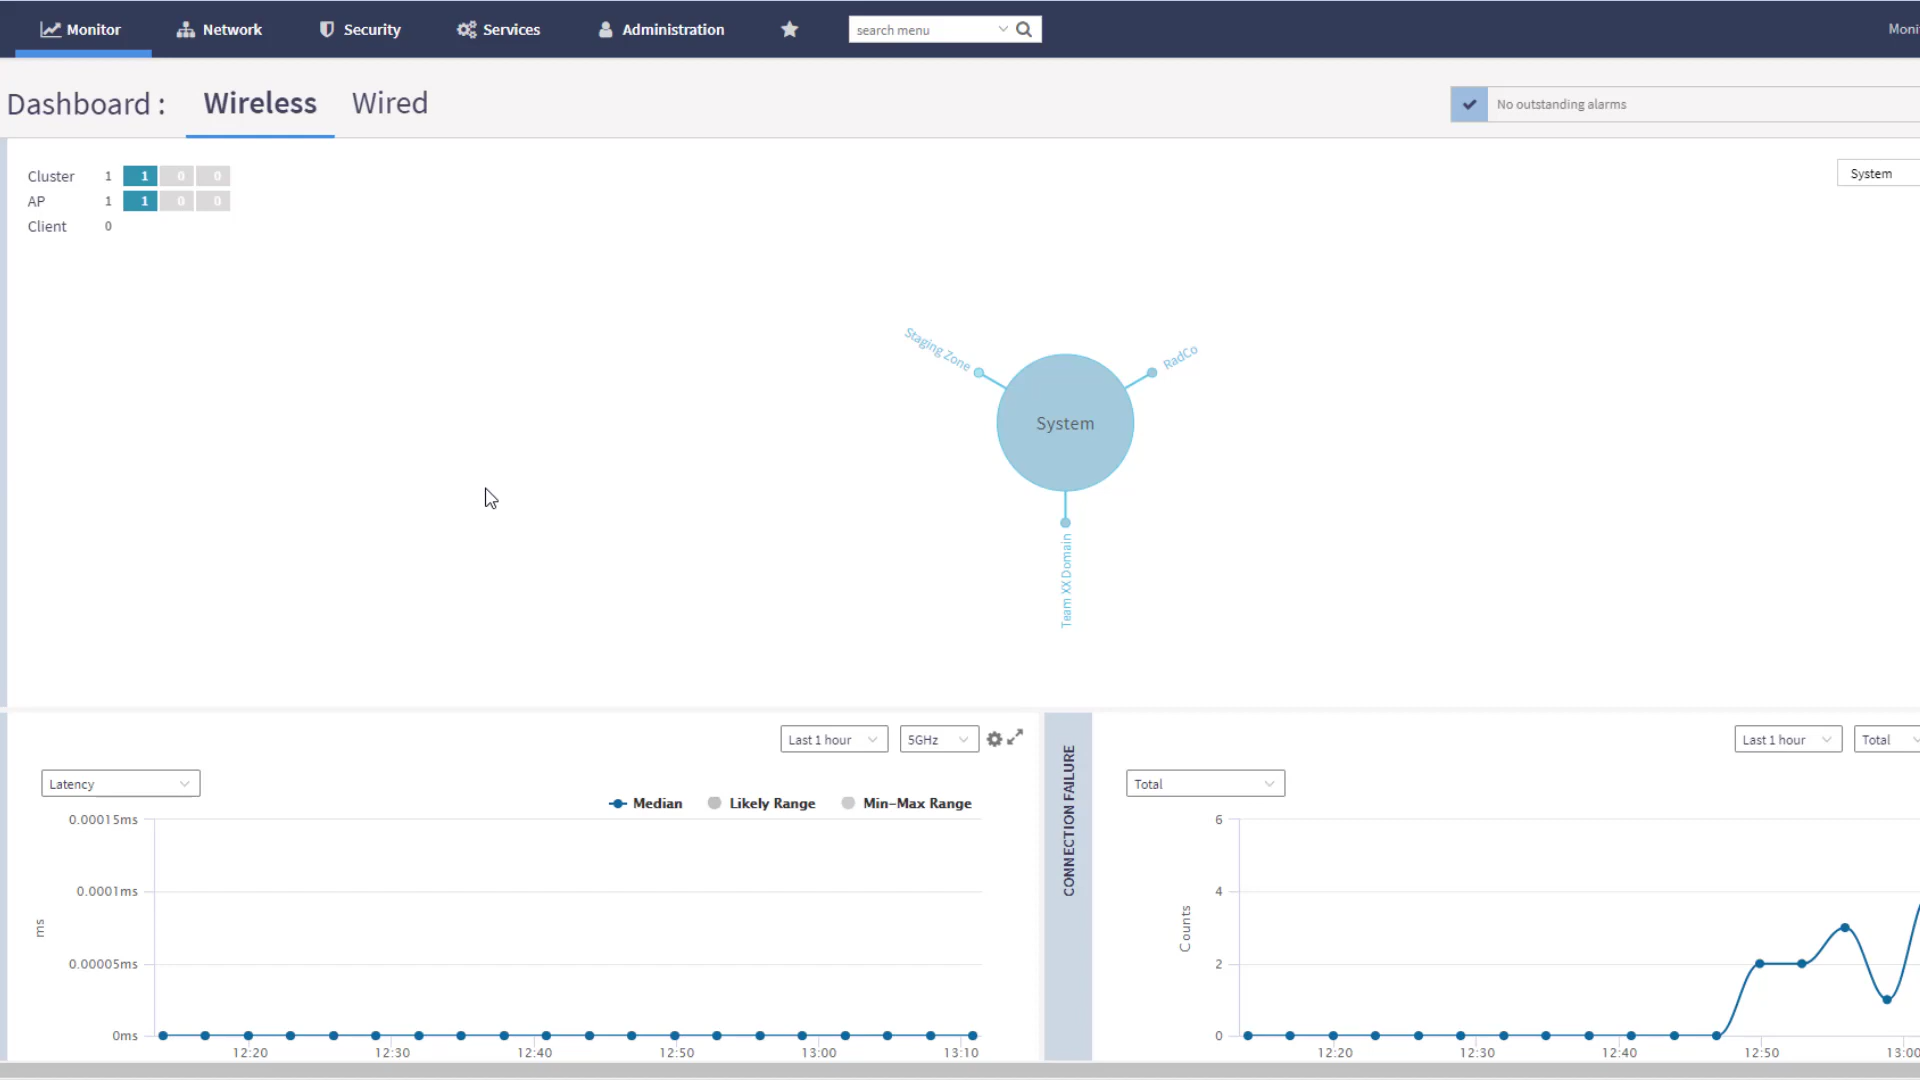 Monitor Network Security Services Administration search menu Moni
Dashboard : Wireless Wired No outstanding alarms
Cluster 1 1 0 0
System
AP 1 1 0 0
Client 0
Staging Zone
RadCo
System
Team XX Domain
Last 1 hour 5GHz
Latency
Median Likely Range Min-Max Range
0.00015ms
0.0001ms
0.00005ms
0ms
ms
12:20 12:30 12:40 12:50 13:00 13:10
CONNECTION FAILURE
Last 1 hour Total
Total
6
4
2
0
Counts
12:20 12:30 12:40 12:50 13:00